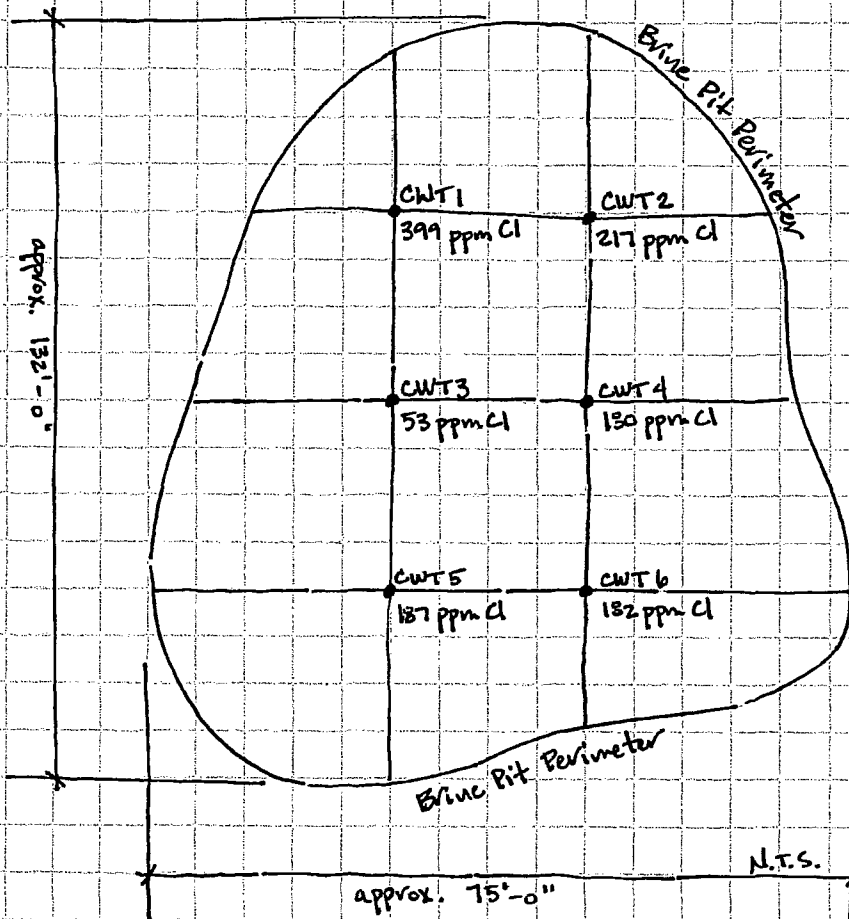 Brine Pit Perimeter
CWT1
399 ppm Cl
CWT2
217 ppm Cl
approx. 132'-0"
CWT3
53 ppm Cl
CWT4
130 ppm Cl
CWT5
187 ppm Cl
CWT6
182 ppm Cl
Brine Pit Perimeter
N.T.S.
approx. 75'-0"